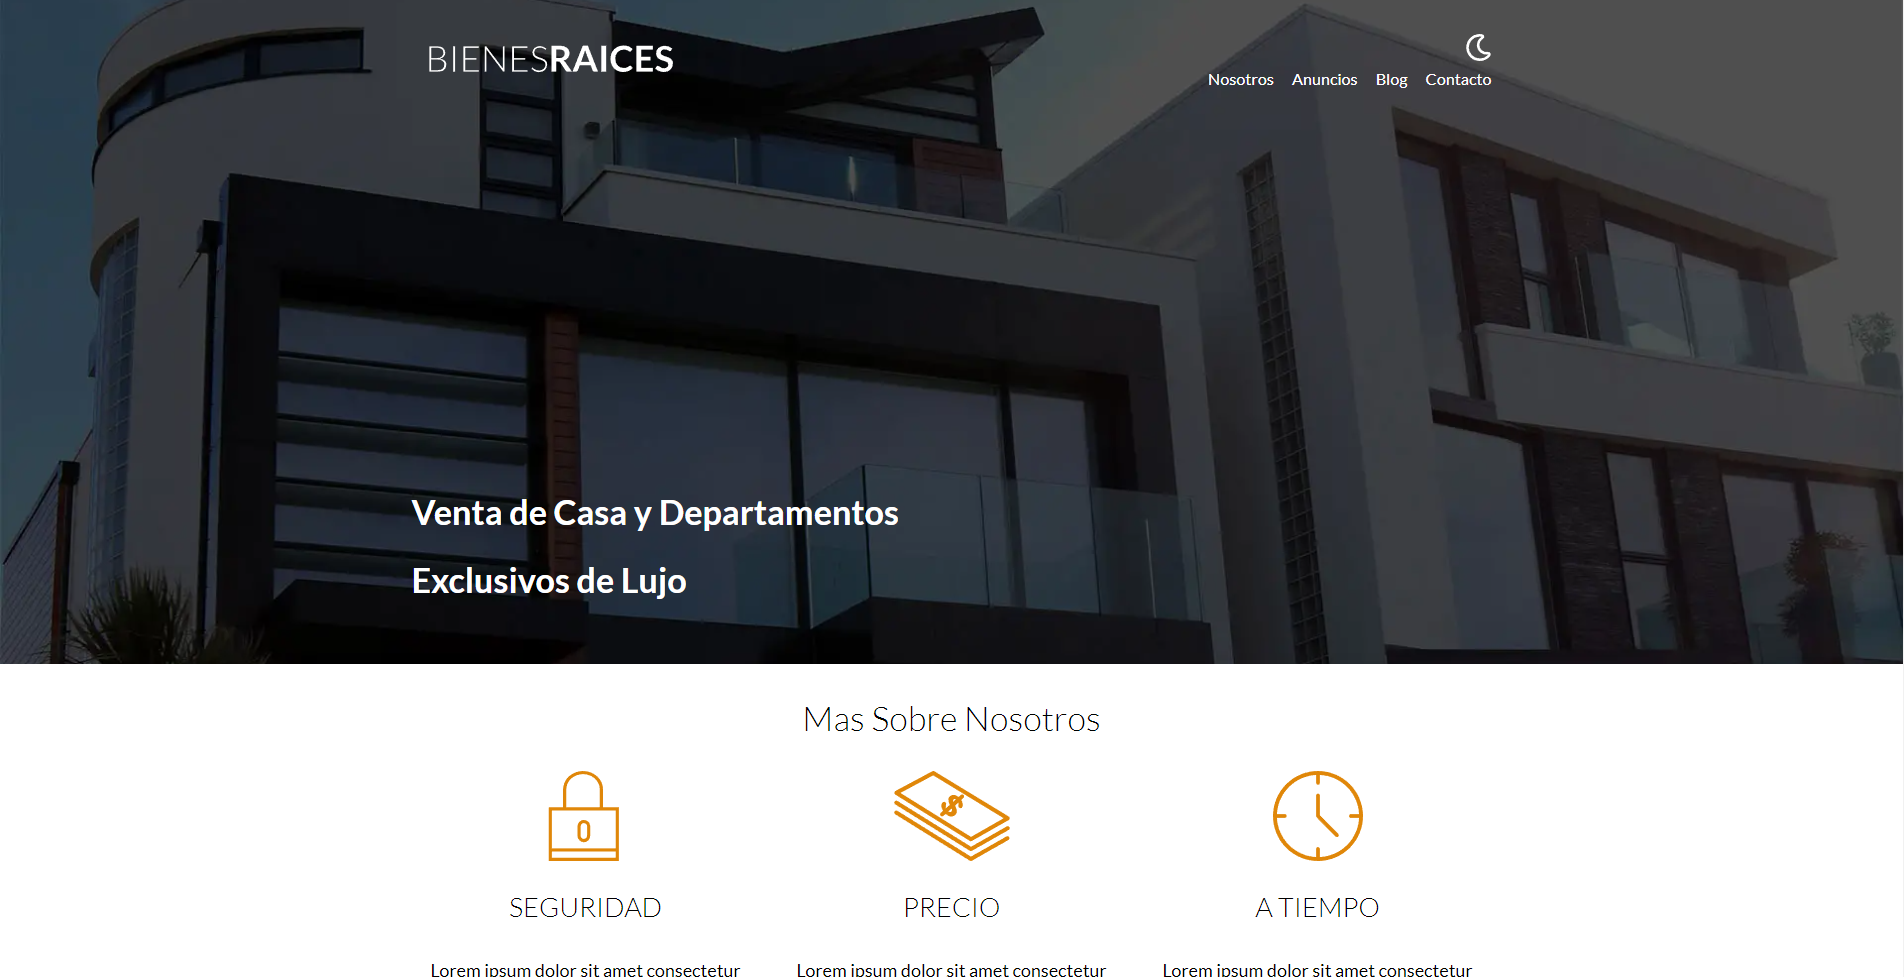 BIENESRAICES
Nosotros Anuncios Blog Contacto
Venta de Casa y Departamentos
Exclusivos de Lujo
Mas Sobre Nosotros
$
SEGURIDAD PRECIO A TIEMPO
Lorem ipsum dolor sit amet consectetur Lorem ipsum dolor sit amet consectetur Lorem ipsum dolor sit amet consectetur